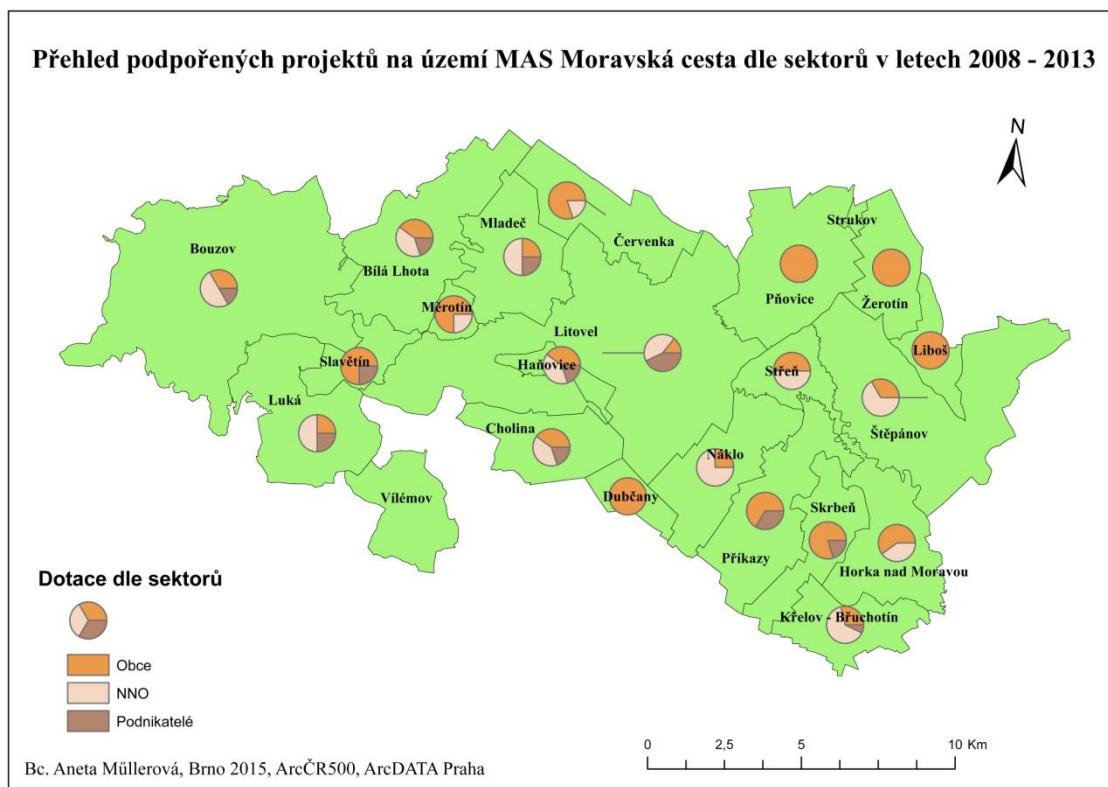 Přehled podpořených projektů na území MAS Moravská cesta dle sektorů v letech 2008 - 2013
N
Mladeč
Strukov
Červenka
Bouzov
Bílá Lhota
Pňovice
Žerotín
Měrotín
Litovel
Liboš
Slavětín
Haňovice
Střeň
Luká
Štěpánov
Cholina
Náklo
Vílémov
Dubčany
Skrbeň
Příkazy
Horka nad Moravou
Křelov - Břuchotín
Dotace dle sektorů
Obce
NNO
Podnikatelé
0 2,5 5 10 Km
Bc. Aneta Műllerová, Brno 2015, ArcČR500, ArcDATA Praha